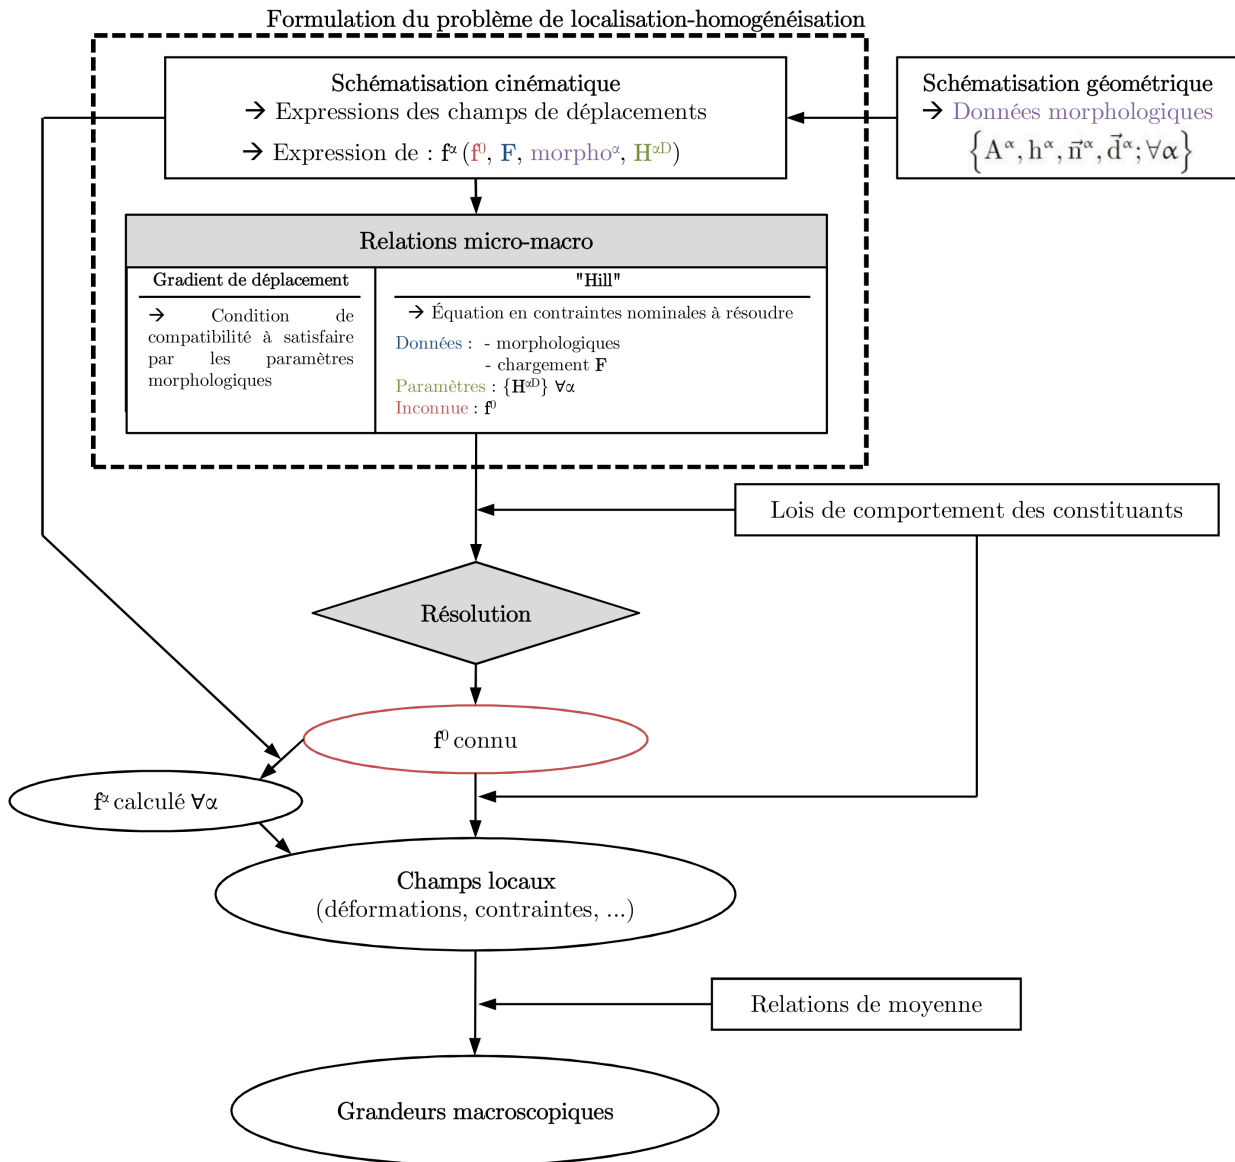 Formulation du problème de localisation-homogénéisation
Schématisation cinématique
→ Expressions des champs de déplacements
→ Expression de : f^α (f^0, F, morpho^α, H^αD)
Schématisation géométrique
→ Données morphologiques
{A^α, h^α, n⃗^α, d⃗^α; ∀α}
Relations micro-macro
Gradient de déplacement
→ Condition de
compatibilité à satisfaire
par les paramètres
morphologiques
"Hill"
→ Équation en contraintes nominales à résoudre
Données : - morphologiques
- chargement F
Paramètres : {H^αD} ∀α
Inconnue : f^0
Lois de comportement des constituants
Résolution
f^0 connu
f^α calculé ∀α
Champs locaux
(déformations, contraintes, ...)
Relations de moyenne
Grandeurs macroscopiques